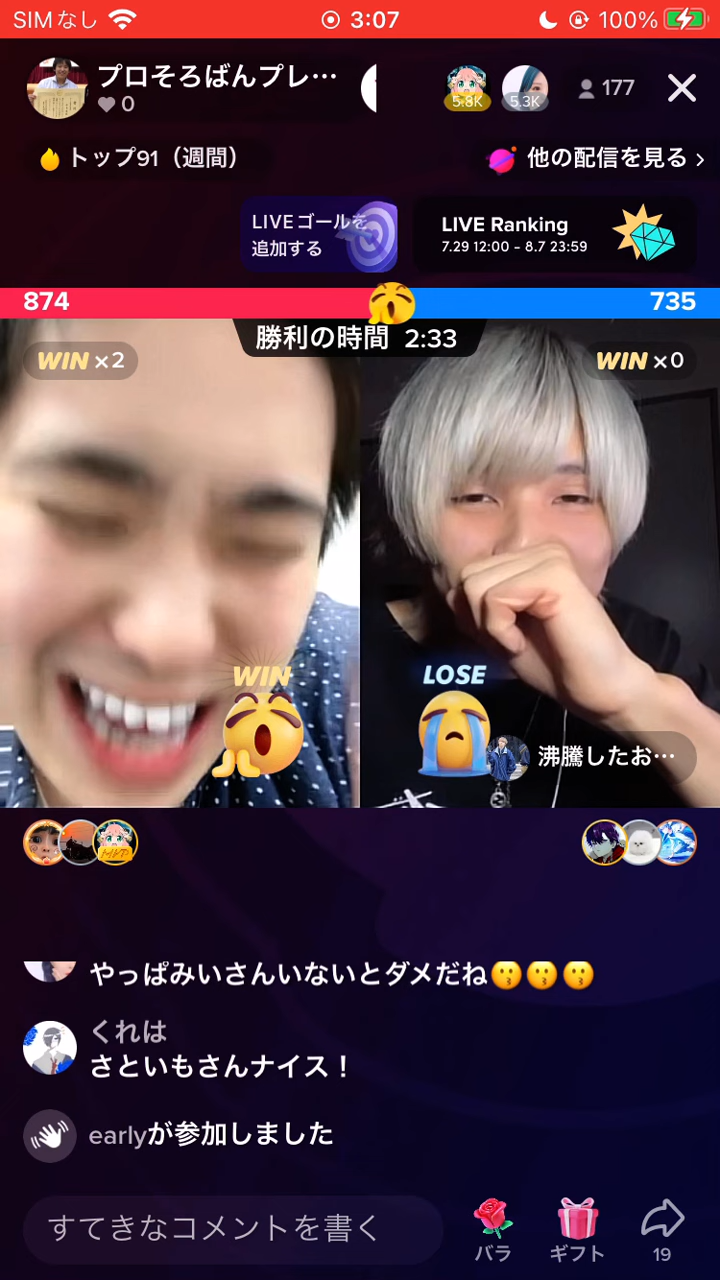 SIMなし
3:07
100%
プロそろばんプレ…
0
5.8K
5.3K
177
トップ91（週間）
他の配信を見る
LIVEゴールを
追加する
LIVE Ranking
7.29 12:00 - 8.7 23:59
874
735
勝利の時間 2:33
WIN ×2
WIN ×0
WIN
LOSE
沸騰したお…
やっぱみいさんいないとダメだね😗😗😗
くれは
さといもさんナイス！
earlyが参加しました
すてきなコメントを書く
バラ
ギフト
19